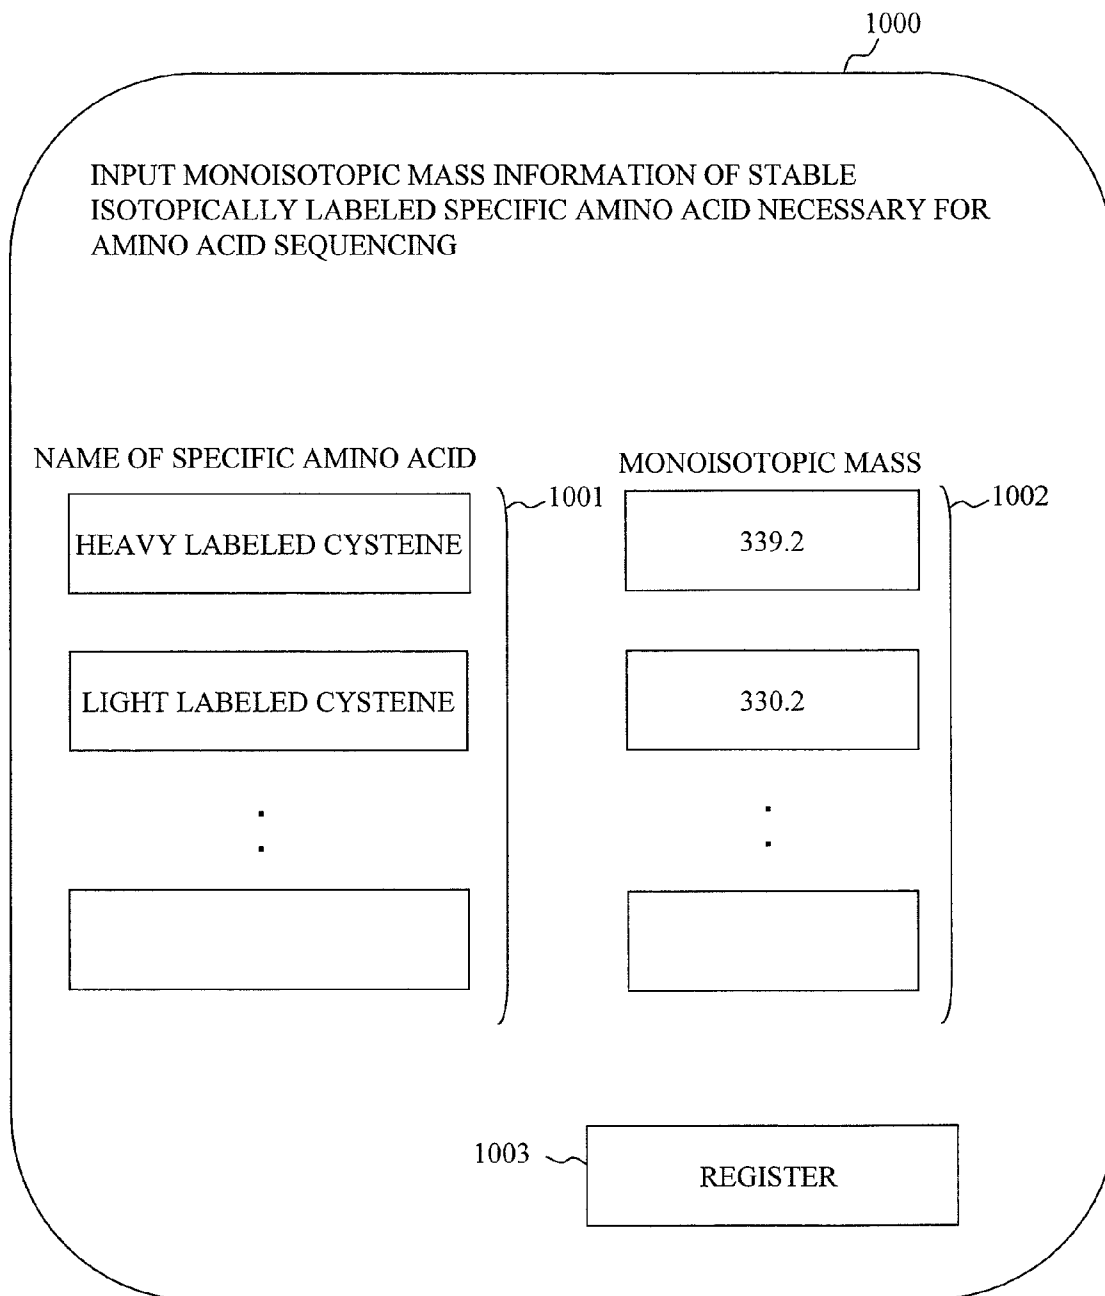 1000
INPUT MONOISOTOPIC MASS INFORMATION OF STABLE
ISOTOPICALLY LABELED SPECIFIC AMINO ACID NECESSARY FOR
AMINO ACID SEQUENCING
NAME OF SPECIFIC AMINO ACID
MONOISOTOPIC MASS
1001
1002
HEAVY LABELED CYSTEINE
339.2
LIGHT LABELED CYSTEINE
330.2
1003
REGISTER